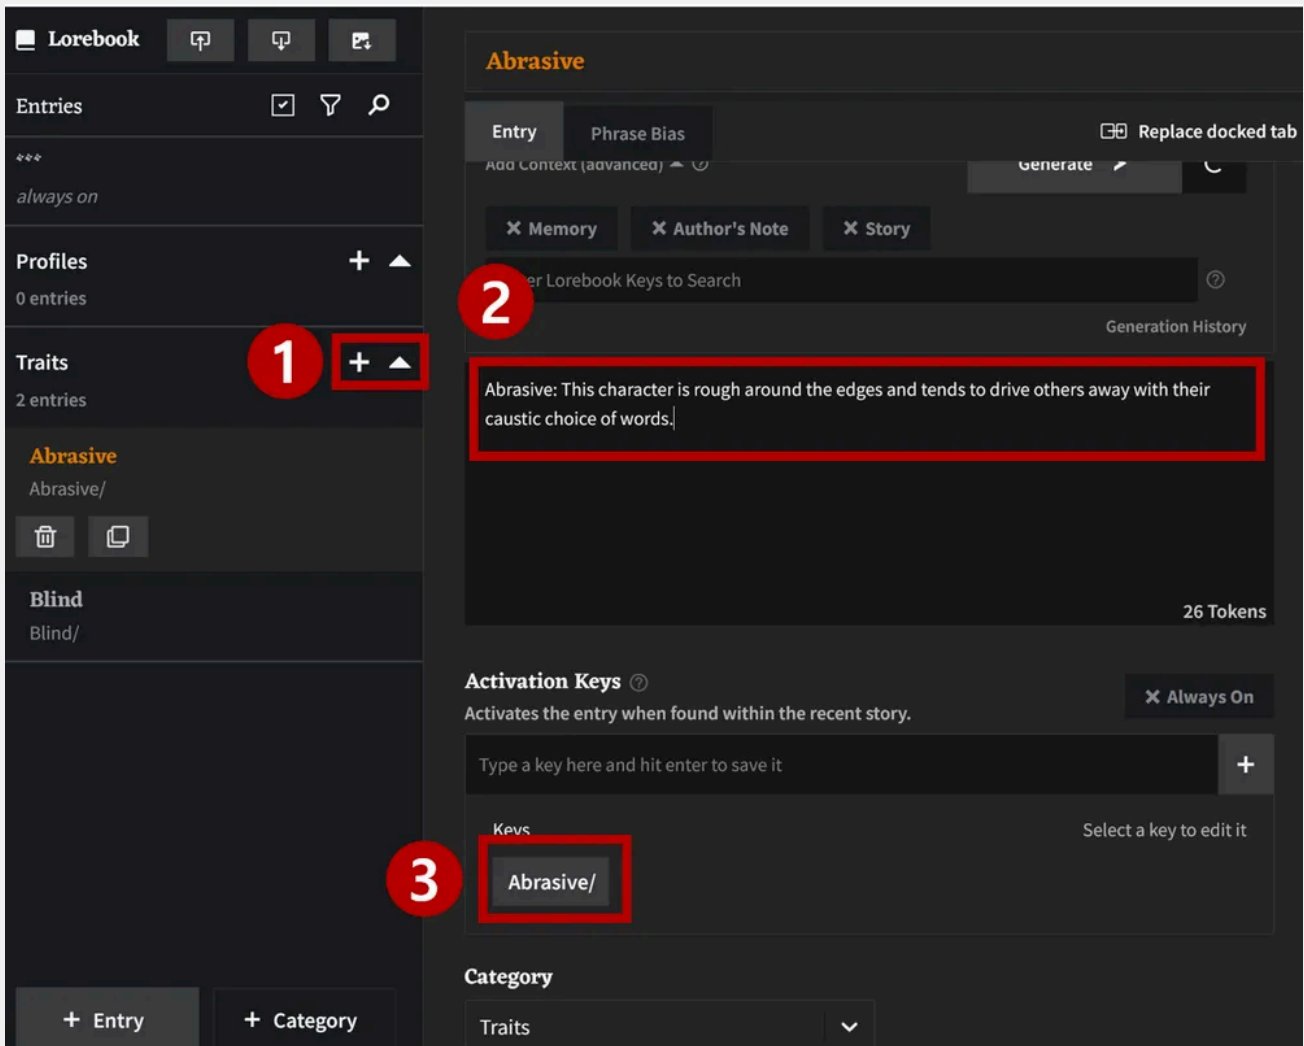 Lorebook
Entries
***
always on
Profiles
0 entries
Traits
2 entries
1
Abrasive
Abrasive/
Blind
Blind/
+ Entry
+ Category
Abrasive
Entry
Phrase Bias
Replace docked tab
Add Context (advanced)
Generate
Memory
Author's Note
Story
er Lorebook Keys to Search
2
Generation History
Abrasive: This character is rough around the edges and tends to drive others away with their
caustic choice of words.
26 Tokens
Activation Keys
Always On
Activates the entry when found within the recent story.
Type a key here and hit enter to save it
Keys
Select a key to edit it
3
Abrasive/
Category
Traits